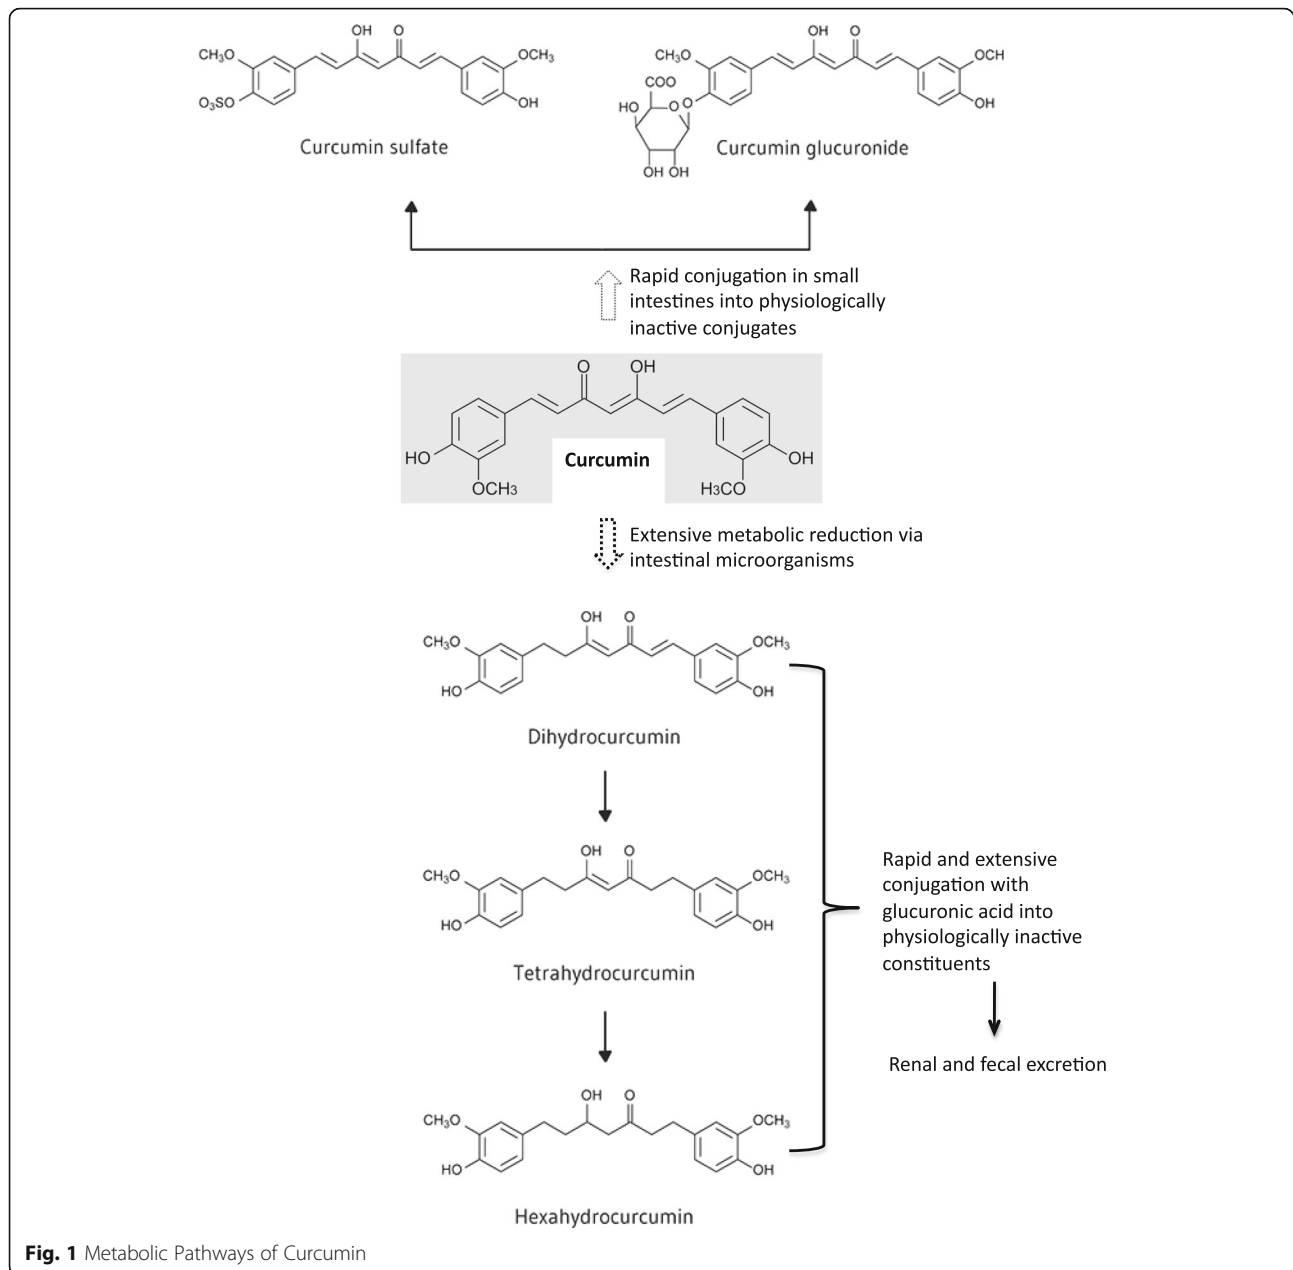 OH O
CH₃O OCH₃
O₃SO OH
Curcumin sulfate
OH O
CH₃O OCH
COO
HO O O OH
OH OH
Curcumin glucuronide
Rapid conjugation in small
intestines into physiologically
inactive conjugates
O OH
HO OH
OCH3 H3CO
Curcumin
Extensive metabolic reduction via
intestinal microorganisms
OH O
CH₃O OCH₃
HO OH
Dihydrocurcumin
OH O
CH₃O OCH₃
HO OH
Tetrahydrocurcumin
OH O
CH₃O OCH₃
HO OH
Hexahydrocurcumin
Rapid and extensive
conjugation with
glucuronic acid into
physiologically inactive
constituents
Renal and fecal excretion
Fig. 1 Metabolic Pathways of Curcumin